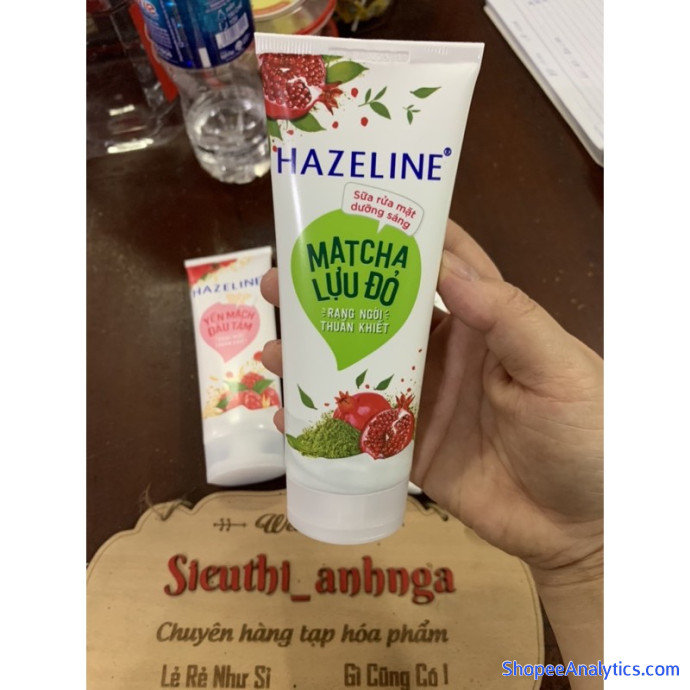 HAZELINE®
Sữa rửa mặt
dưỡng sáng
MATCHA
LỰU ĐỎ
RẠNG NGỜI
THUẦN KHIẾT
HAZELINE
YẾN MẠCH
DÂU TẰM
Sieuthi_anhnga
Chuyên hàng tạp hóa phẩm
Lẻ Rẻ Như Sỉ Gì Cũng Có !
ShopeeAnalytics.com